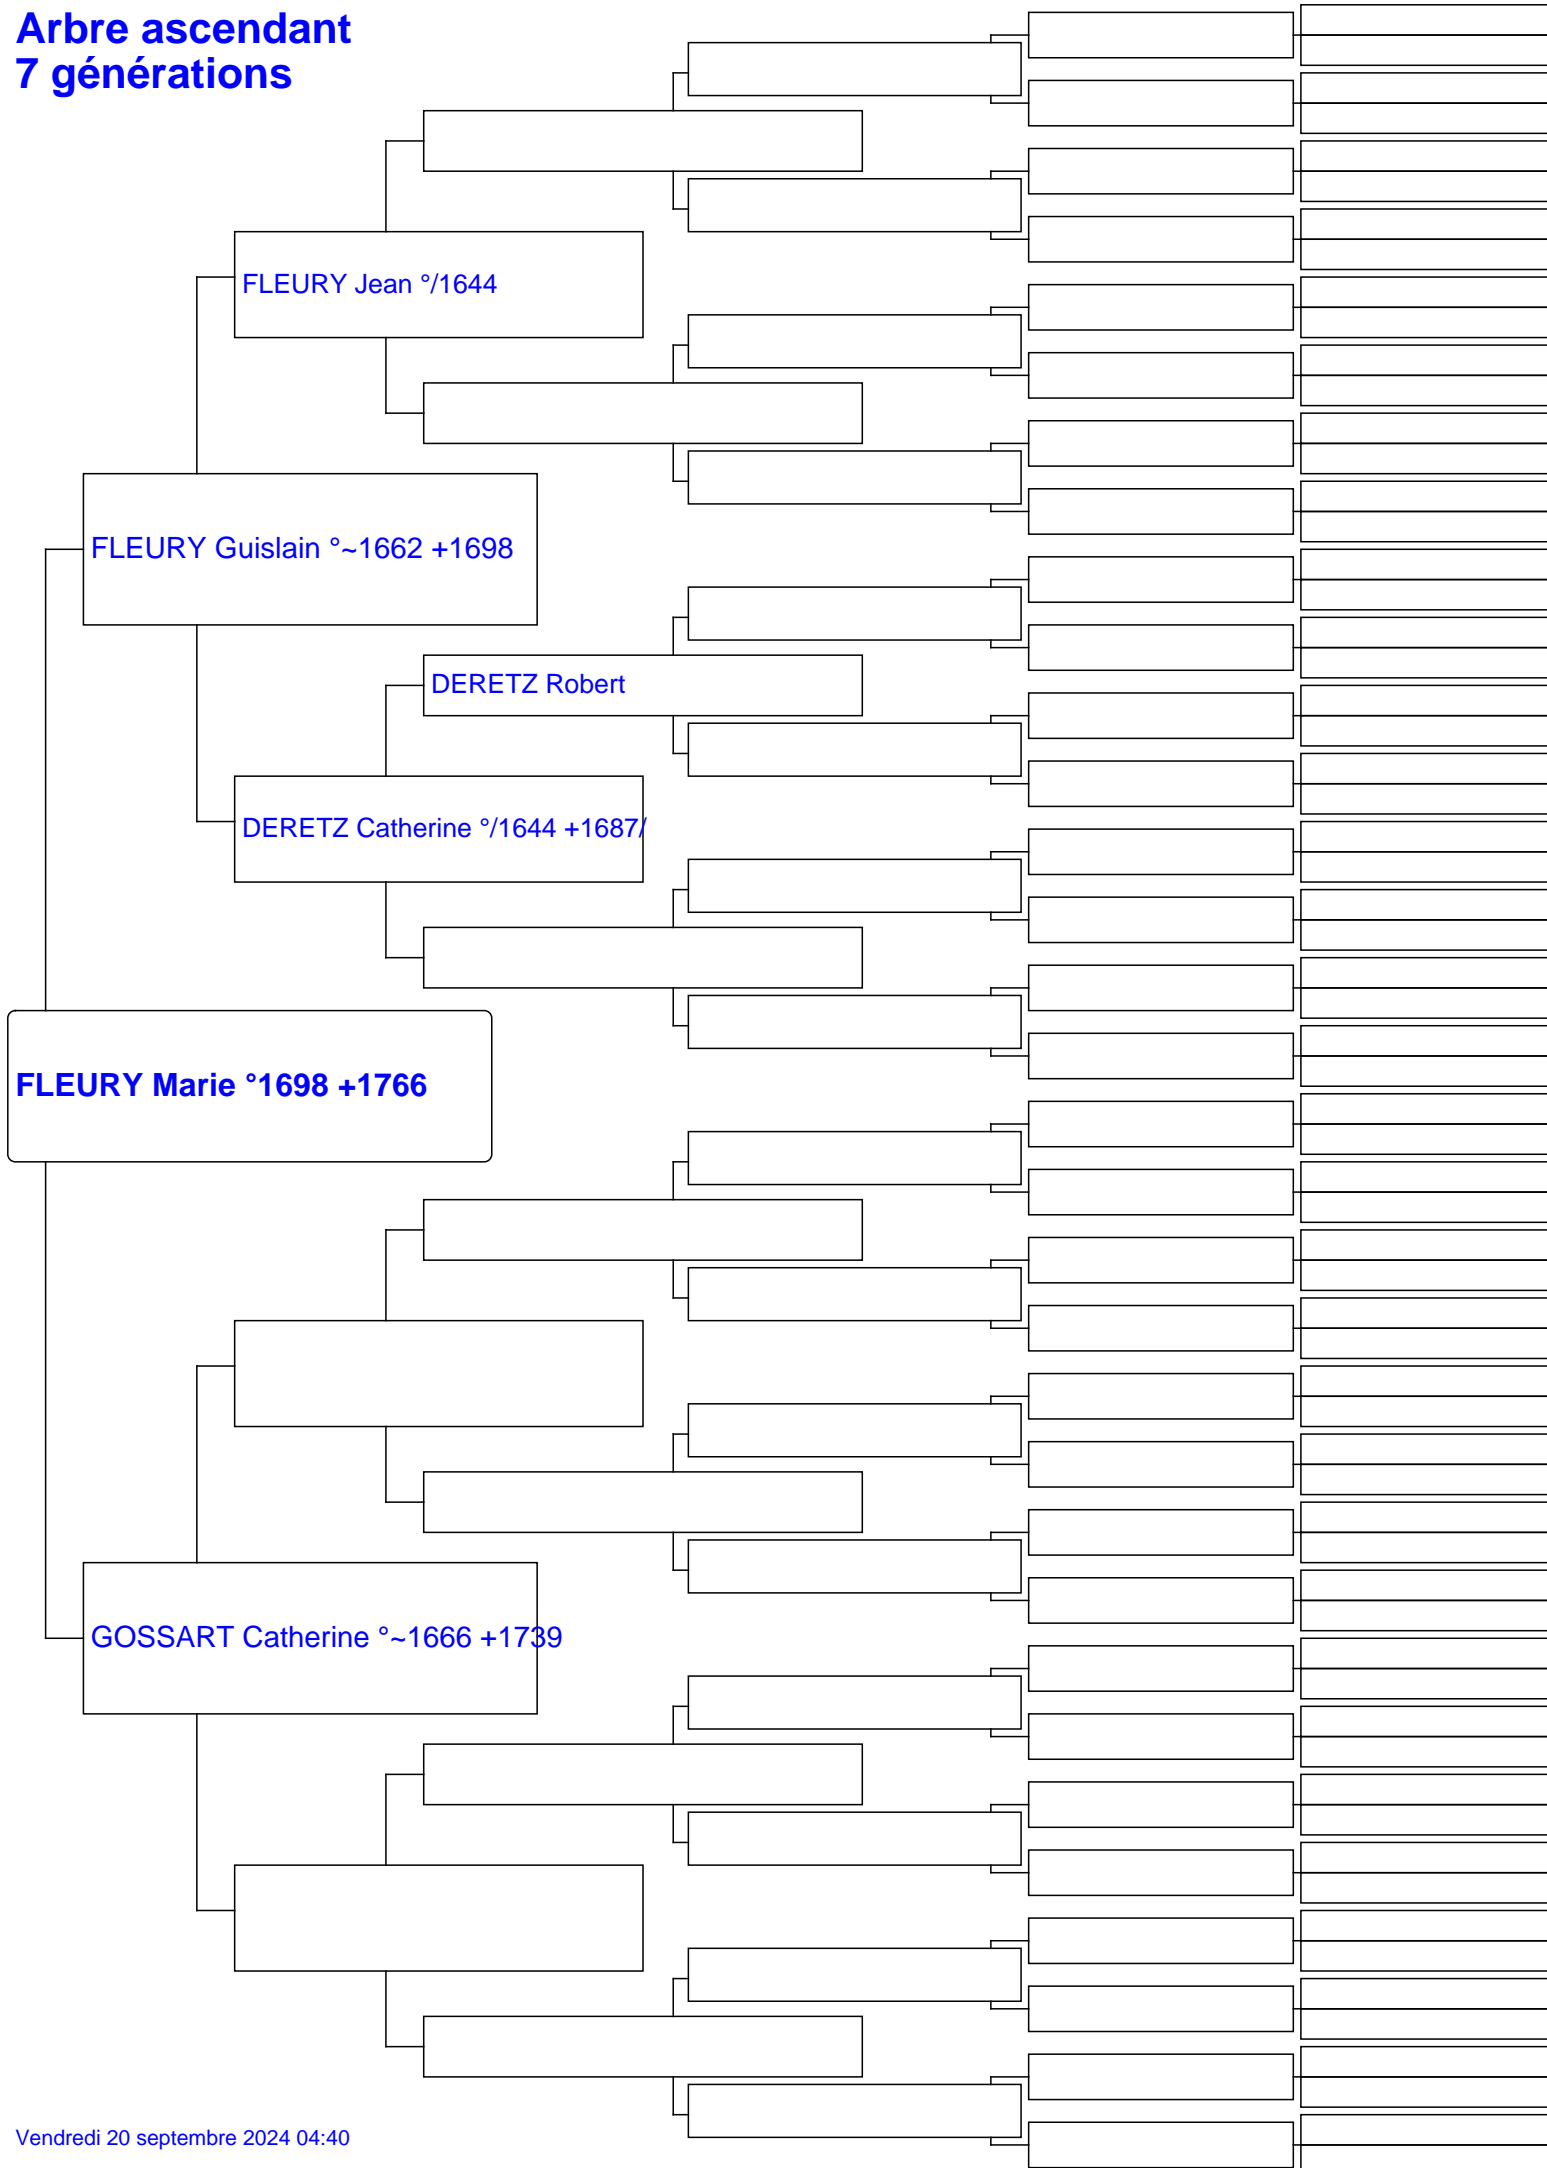 Arbre ascendant
7 générations
FLEURY Jean °/1644
FLEURY Guislain °~1662 +1698
DERETZ Robert
DERETZ Catherine °/1644 +1687/
FLEURY Marie °1698 +1766
GOSSART Catherine °~1666 +1739
Vendredi 20 septembre 2024 04:40